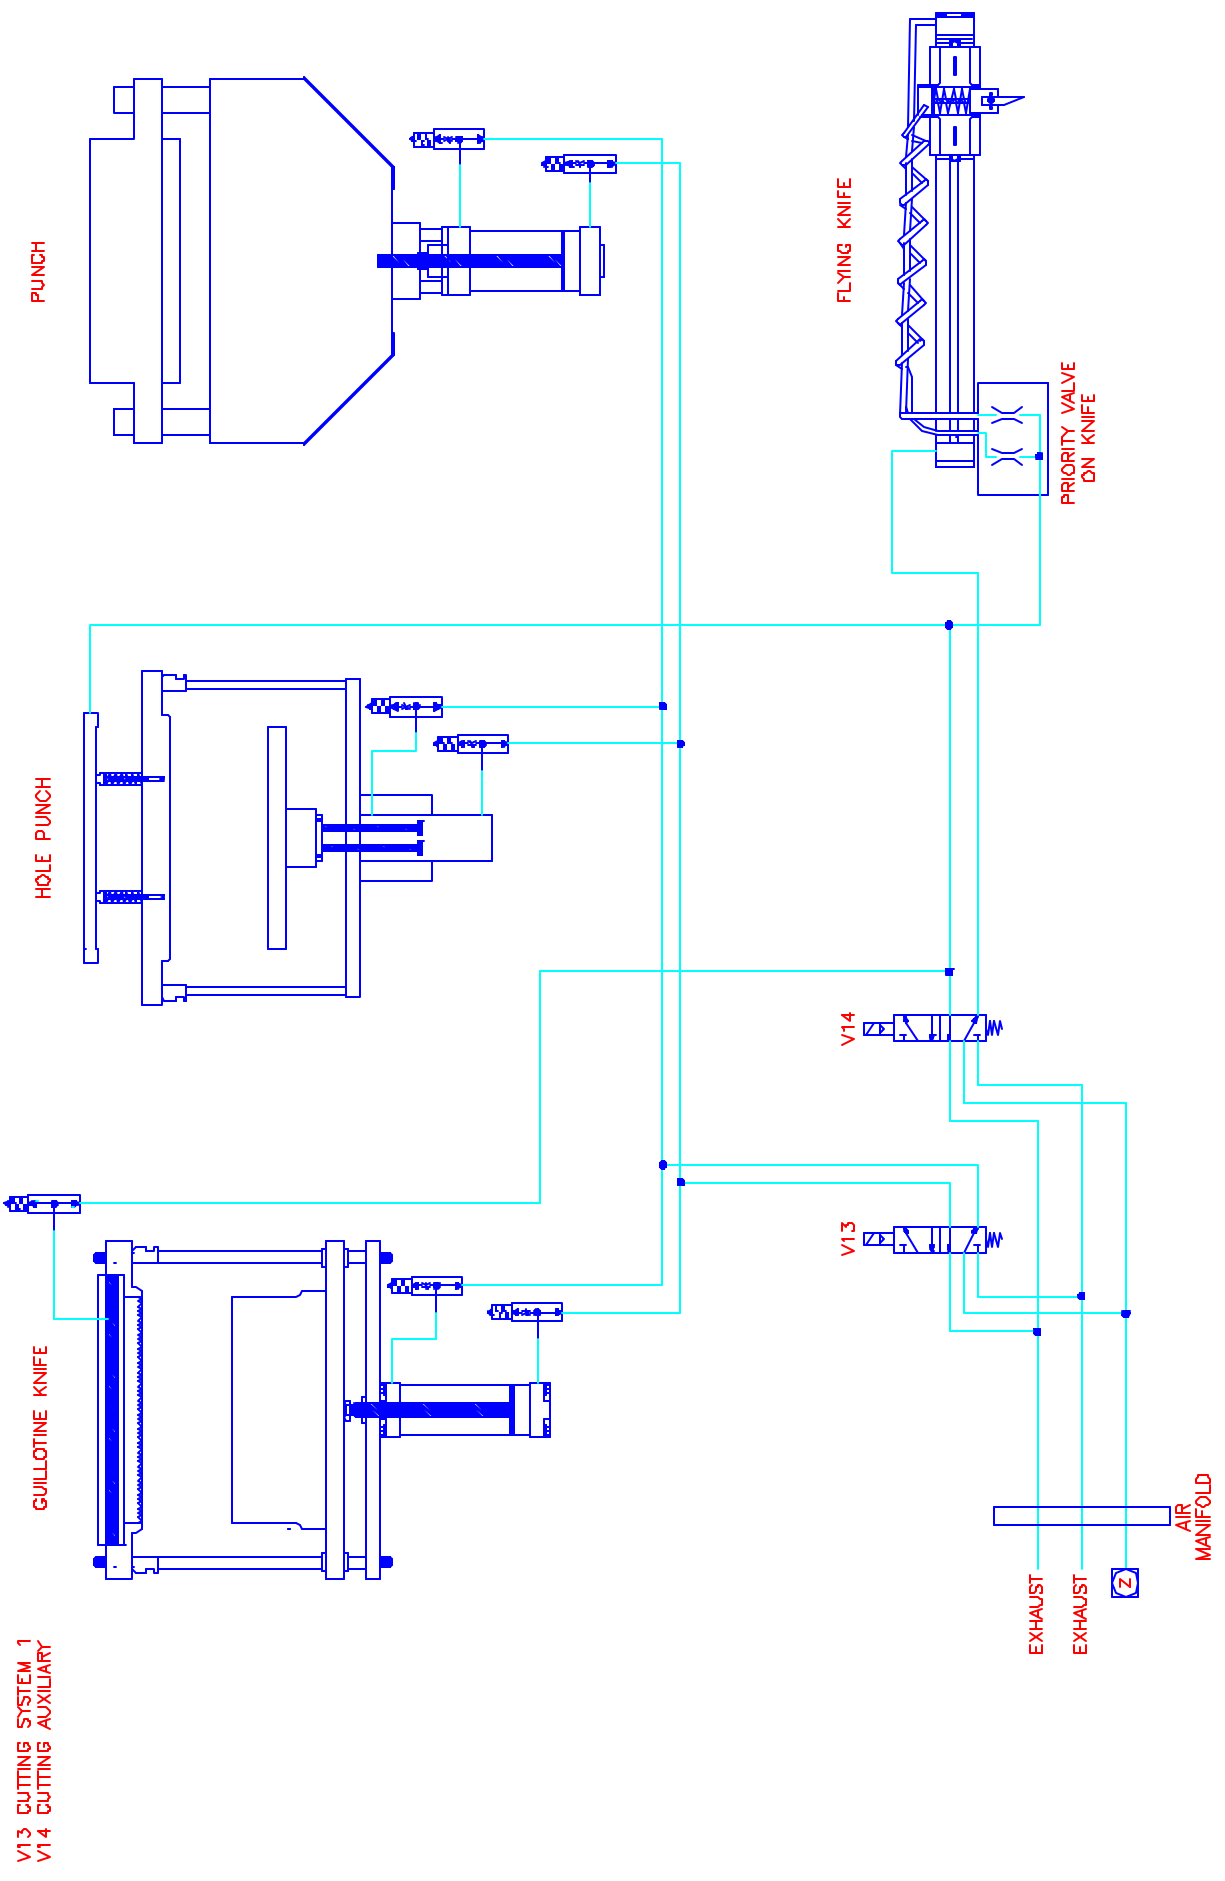 PUNCH
FLYING KNIFE
PRIORITY VALVE
ON KNIFE
HOLE PUNCH
V14
V13
GUILLOTINE KNIFE
AIR
MANIFOLD
EXHAUST
EXHAUST
Z
V13 CUTTING SYSTEM 1
V14 CUTTING AUXILIARY